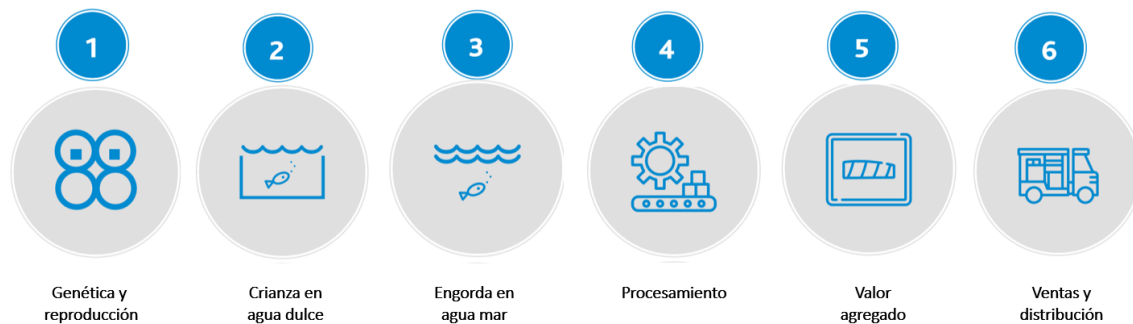 1
2
3
4
5
6
Genética y
reproducción
Crianza en
agua dulce
Engorda en
agua mar
Procesamiento
Valor
agregado
Ventas y
distribución